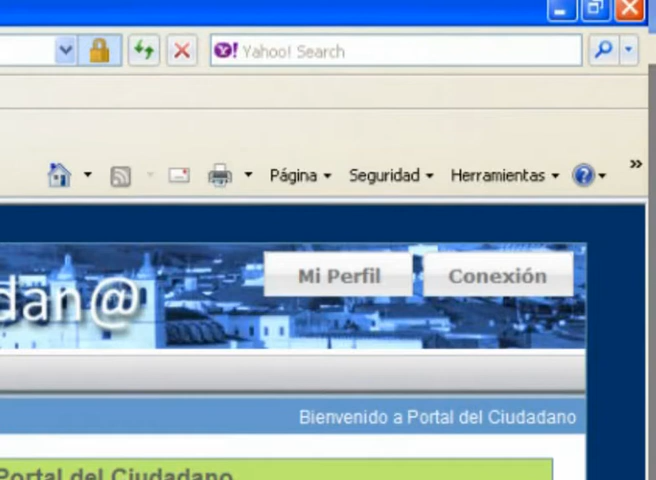 Yahoo! Search
Página Seguridad Herramientas
dan@
Mi Perfil Conexión
Bienvenido a Portal del Ciudadano
Portal del Ciudadano